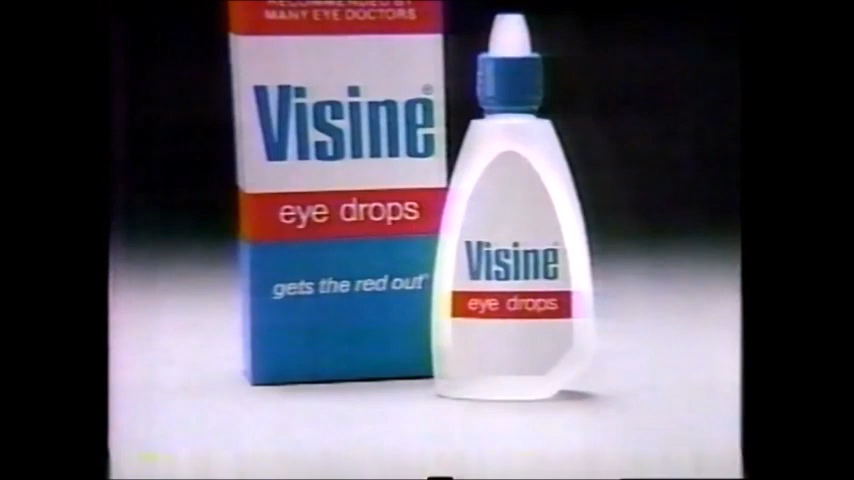 RECOMMENDED BY
MANY EYE DOCTORS
Visine®
eye drops
gets the red out
Visine
eye drops